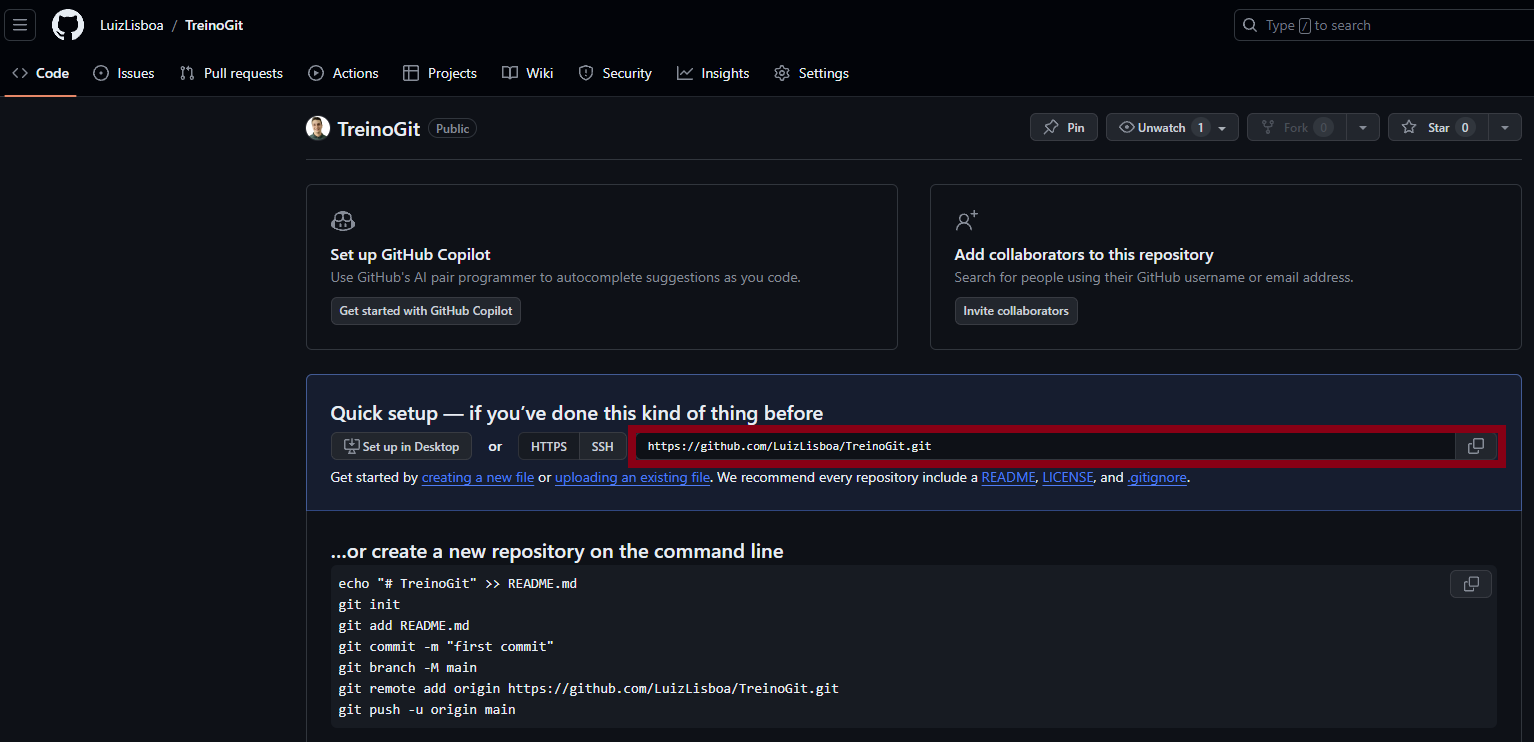 LuizLisboa / TreinoGit
Type / to search
Code Issues Pull requests Actions Projects Wiki Security Insights Settings
TreinoGit Public
Pin Unwatch 1 Fork 0 Star 0
Set up GitHub Copilot
Use GitHub's AI pair programmer to autocomplete suggestions as you code.
Get started with GitHub Copilot
Add collaborators to this repository
Search for people using their GitHub username or email address.
Invite collaborators
Quick setup — if you've done this kind of thing before
Set up in Desktop or HTTPS SSH https://github.com/LuizLisboa/TreinoGit.git
Get started by creating a new file or uploading an existing file. We recommend every repository include a README, LICENSE, and .gitignore.
…or create a new repository on the command line
echo "# TreinoGit" >> README.md
git init
git add README.md
git commit -m "first commit"
git branch -M main
git remote add origin https://github.com/LuizLisboa/TreinoGit.git
git push -u origin main